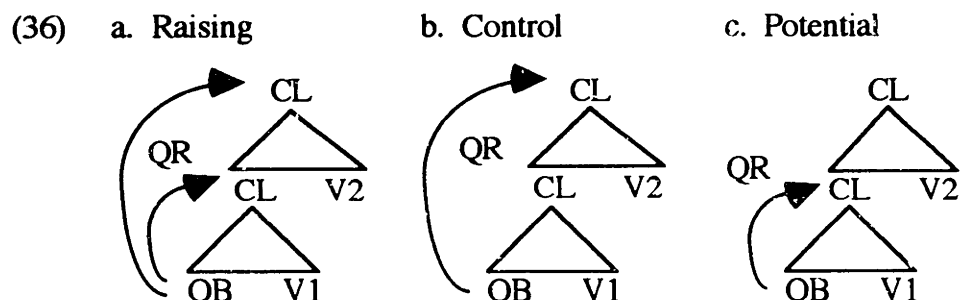 (36) a. Raising b. Control c. Potential
CL CL CL
QR QR QR
CL V2 CL V2 CL V2
OB V1 OB V1 OB V1